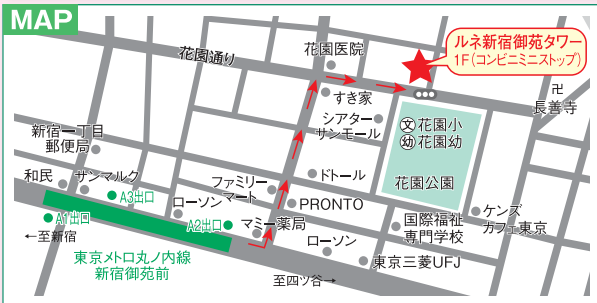 MAP
花園通り
花園医院
ルネ新宿御苑タワー
1F(コンビニミニストップ)
卍
長善寺
すき家
シアター
サンモール
文 花園小
幼 花園幼
新宿一丁目
郵便局
花園公園
ドトール
和民
サンマルク
A3出口
ファミリー
マート
ローソン
PRONTO
ケンズ
カフェ東京
A1出口
A2出口
マミー薬局
国際福祉
専門学校
←至新宿
ローソン
東京三菱UFJ
東京メトロ丸ノ内線
新宿御苑前
至四ツ谷→